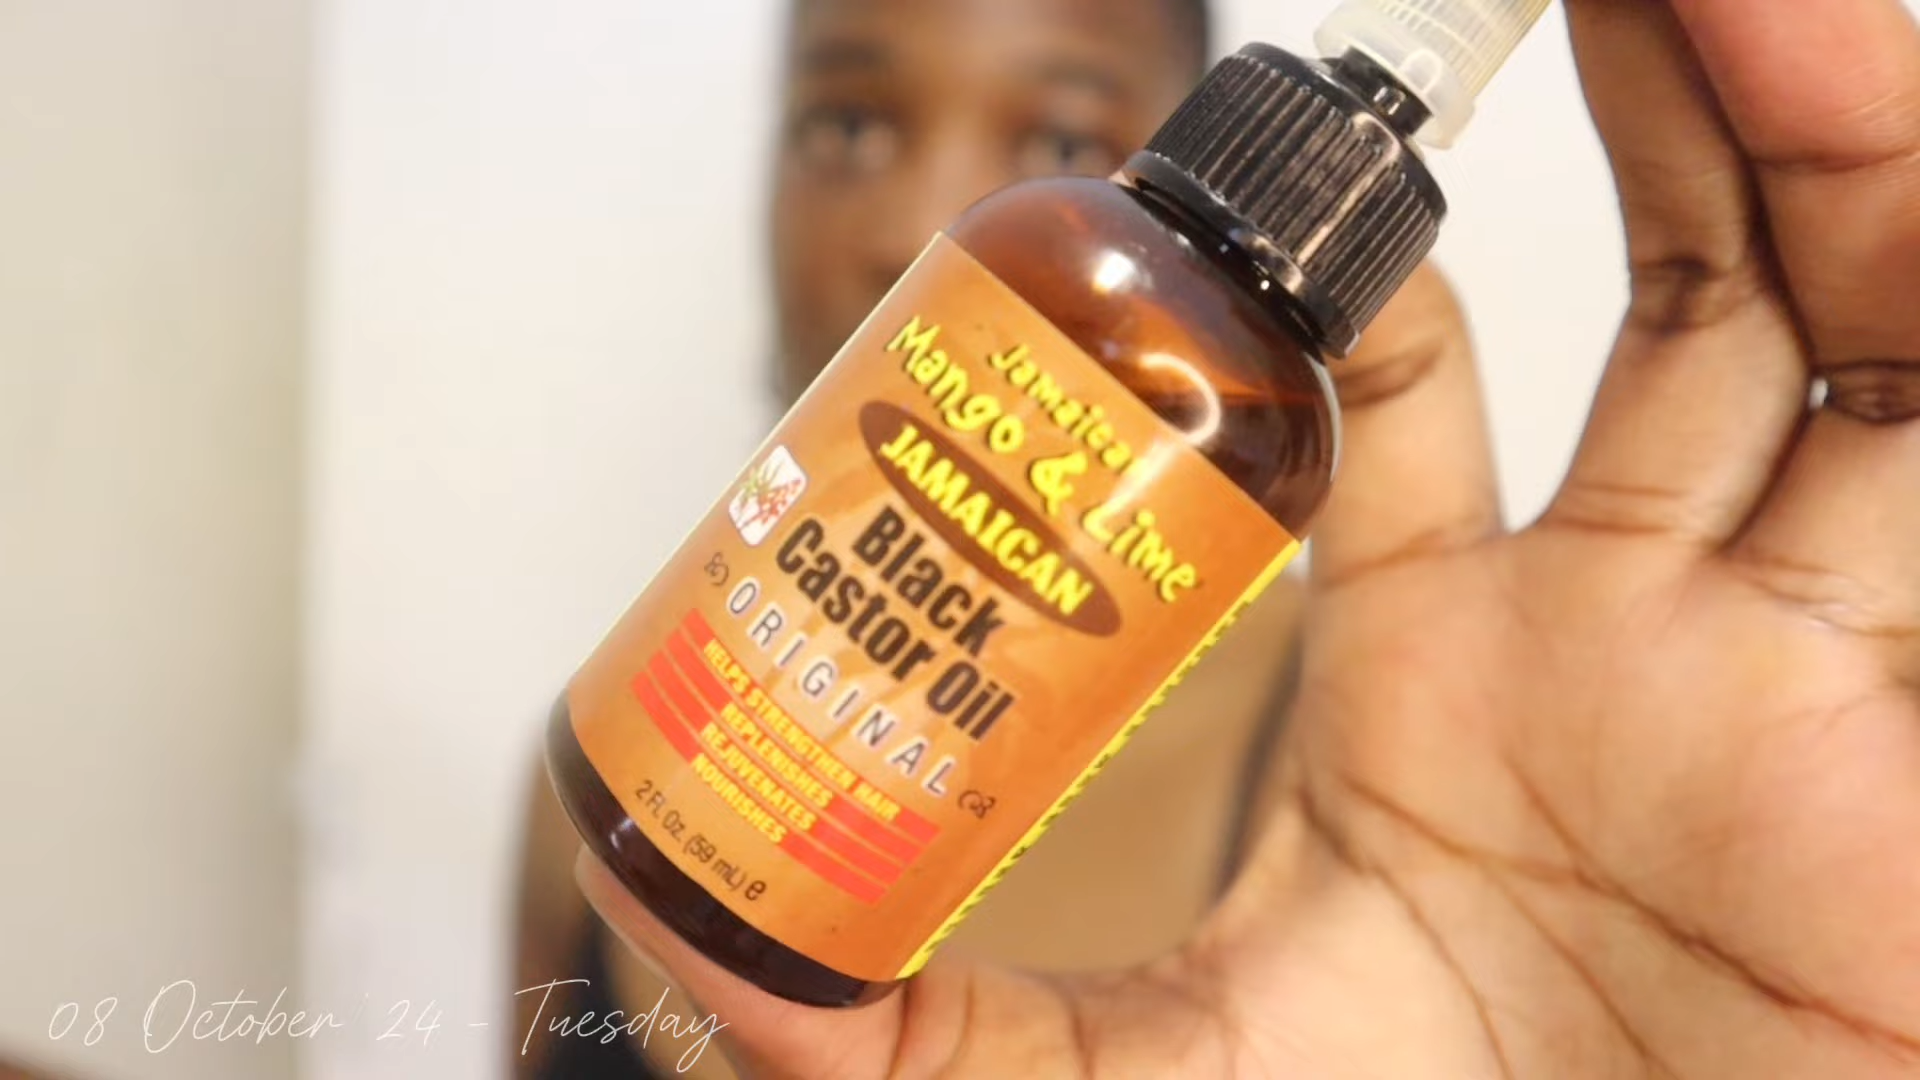 Jamaican
Mango & Lime
JAMAICAN
Black
Castor Oil
ORIGINAL
HELPS STRENGTHEN HAIR
REPLENISHES
REJUVENATES
NOURISHES
2 Fl. Oz. (59 mL) e
08 October '24 - Tuesday